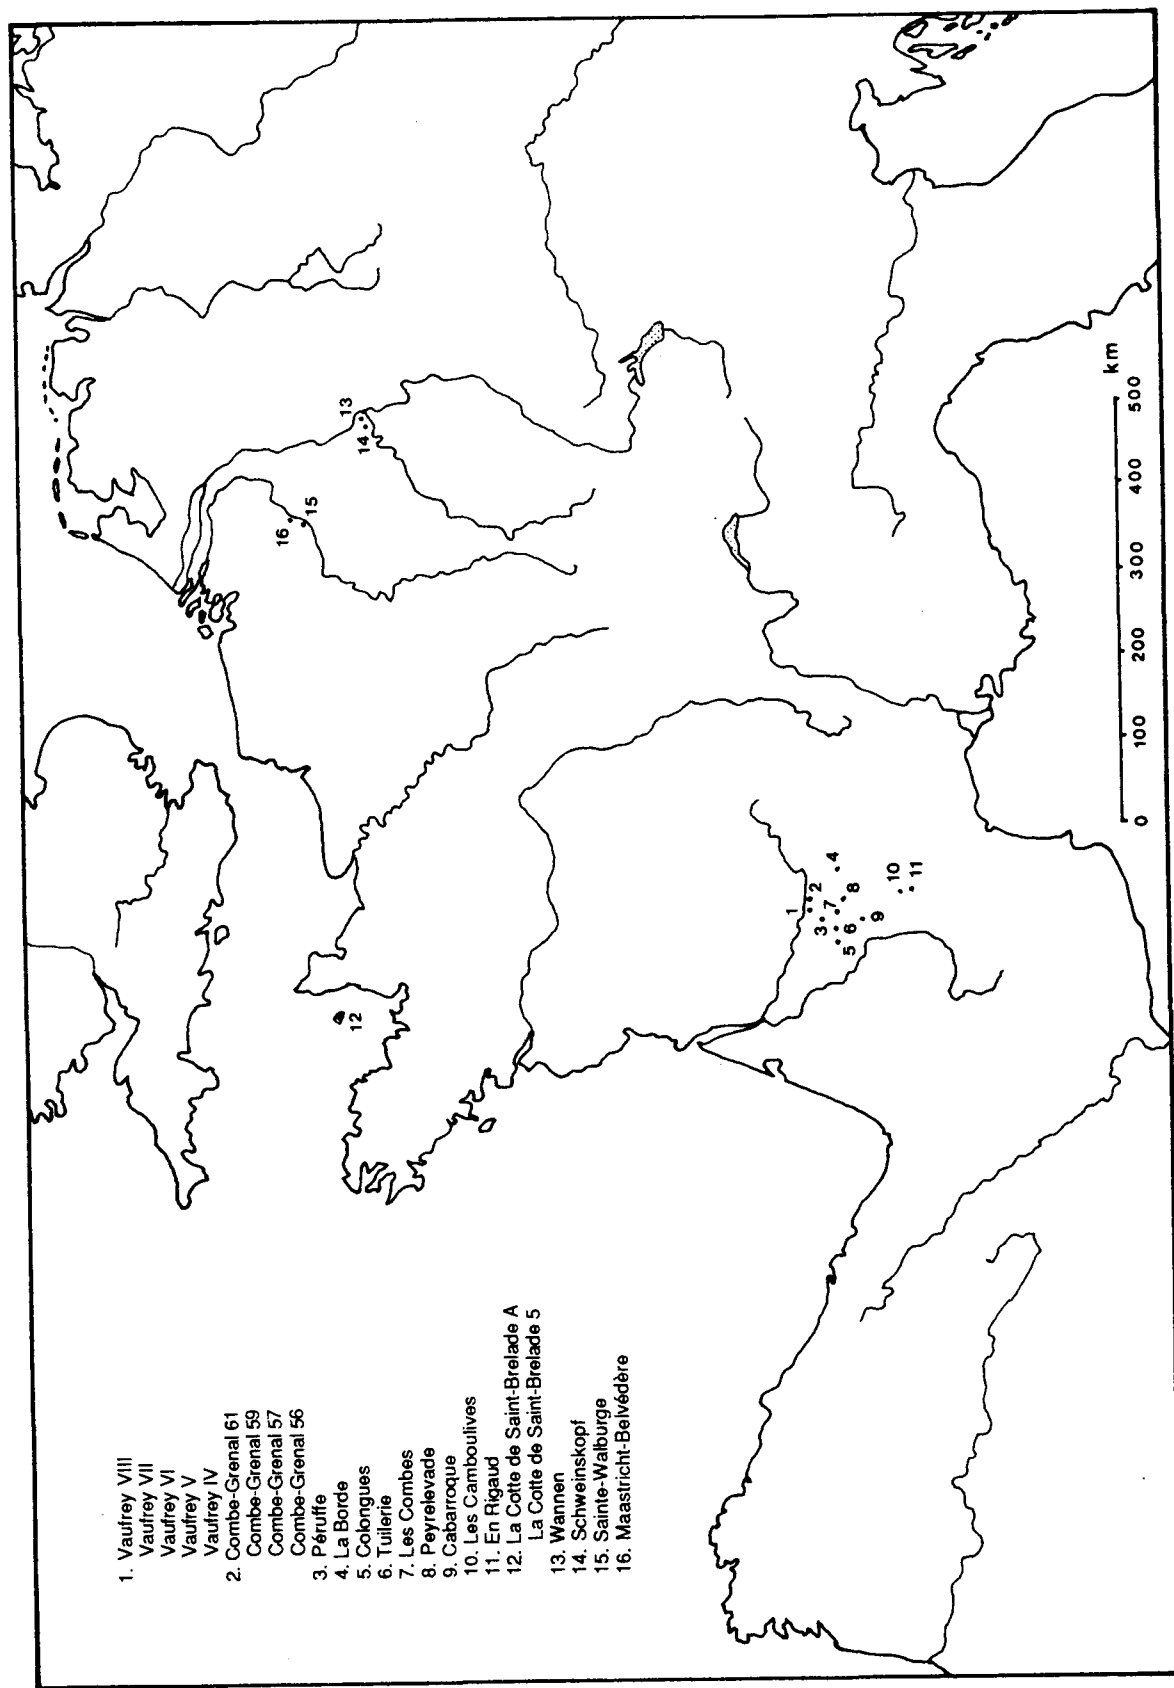 1. Vaufrey VIII
Vaufrey VII
Vaufrey VI
Vaufrey V
Vaufrey IV
2. Combe-Grenal 61
Combe-Grenal 59
Combe-Grenal 57
Combe-Grenal 56
3. Péruffe
4. La Borde
5. Colongues
6. Tuilerie
7. Les Combes
8. Peyrelevade
9. Cabarroque
10. Les Camboulives
11. En Rigaud
12. La Cotte de Saint-Brelade A
La Cotte de Saint-Brelade 5
13. Wannen
14. Schweinskopf
15. Sainte-Walburge
16. Maastricht-Belvédère
12
16
15
14
13
1
2
3
7
4
5
6
8
9
10
11
km
0 100 200 300 400 500